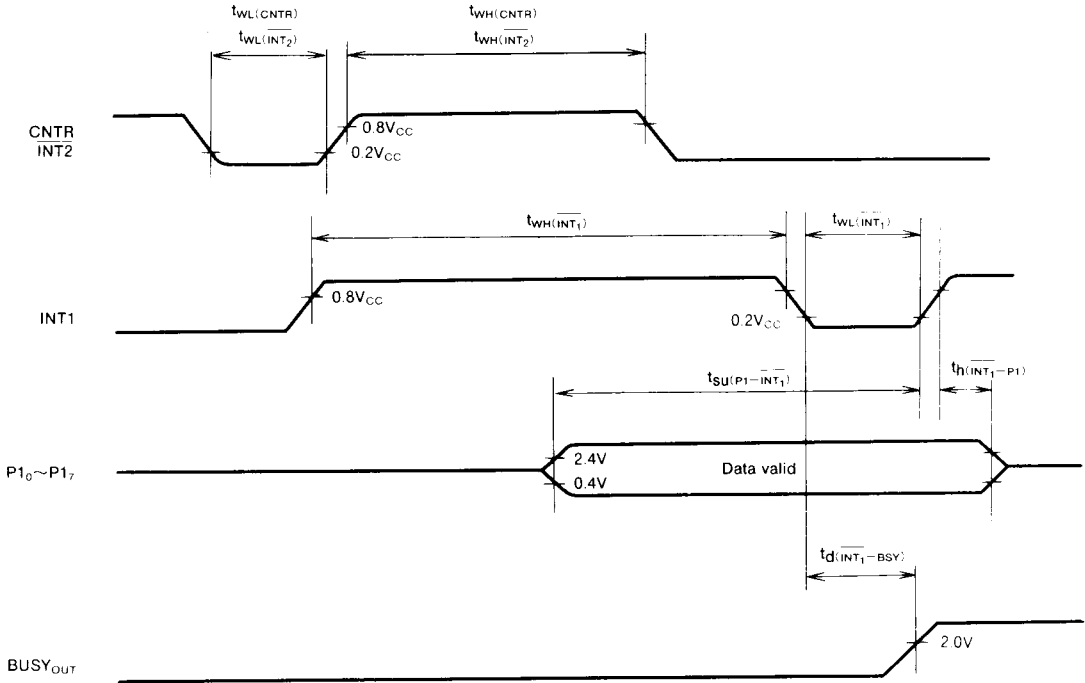 tWL(CNTR)
tWL(INT2)
tWH(CNTR)
tWH(INT2)
CNTR
INT2
0.8VCC
0.2VCC
tWH(INT1)
tWL(INT1)
INT1
0.8VCC
0.2VCC
tsu(P1-INT1)
th(INT1-P1)
P10~P17
2.4V
0.4V
Data valid
td(INT1-BSY)
BUSYOUT
2.0V